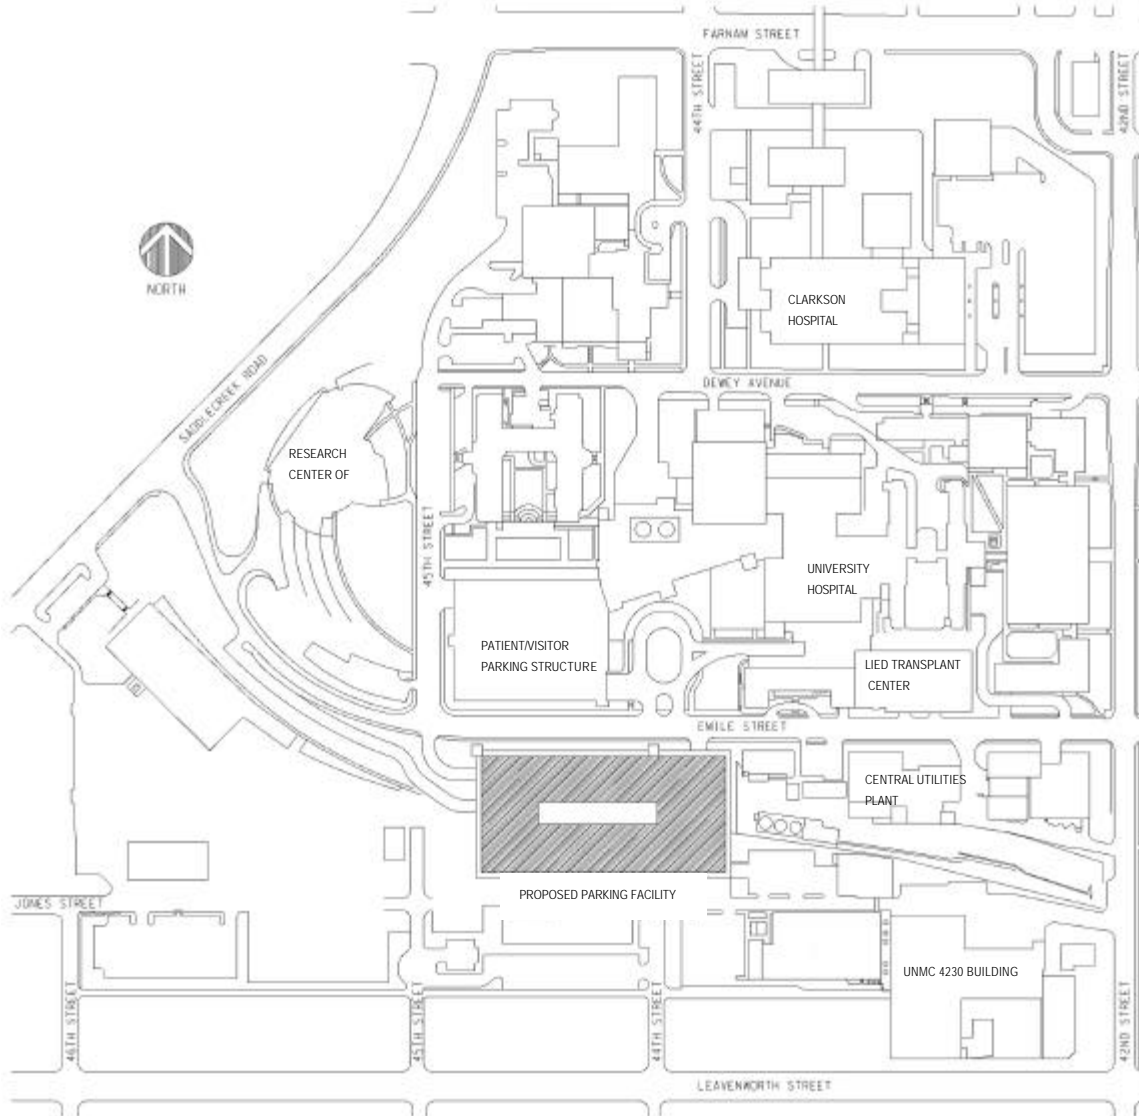 FARNAM STREET
44TH STREET
42ND STREET
NORTH
CLARKSON
HOSPITAL
SADDLECREEK ROAD
DEWEY AVENUE
RESEARCH
CENTER OF
45TH STREET
UNIVERSITY
HOSPITAL
PATIENT/VISITOR
PARKING STRUCTURE
LIED TRANSPLANT
CENTER
EMILE STREET
CENTRAL UTILITIES
PLANT
PROPOSED PARKING FACILITY
JONES STREET
UNMC 4230 BUILDING
46TH STREET
45TH STREET
44TH STREET
42ND STREET
LEAVENWORTH STREET